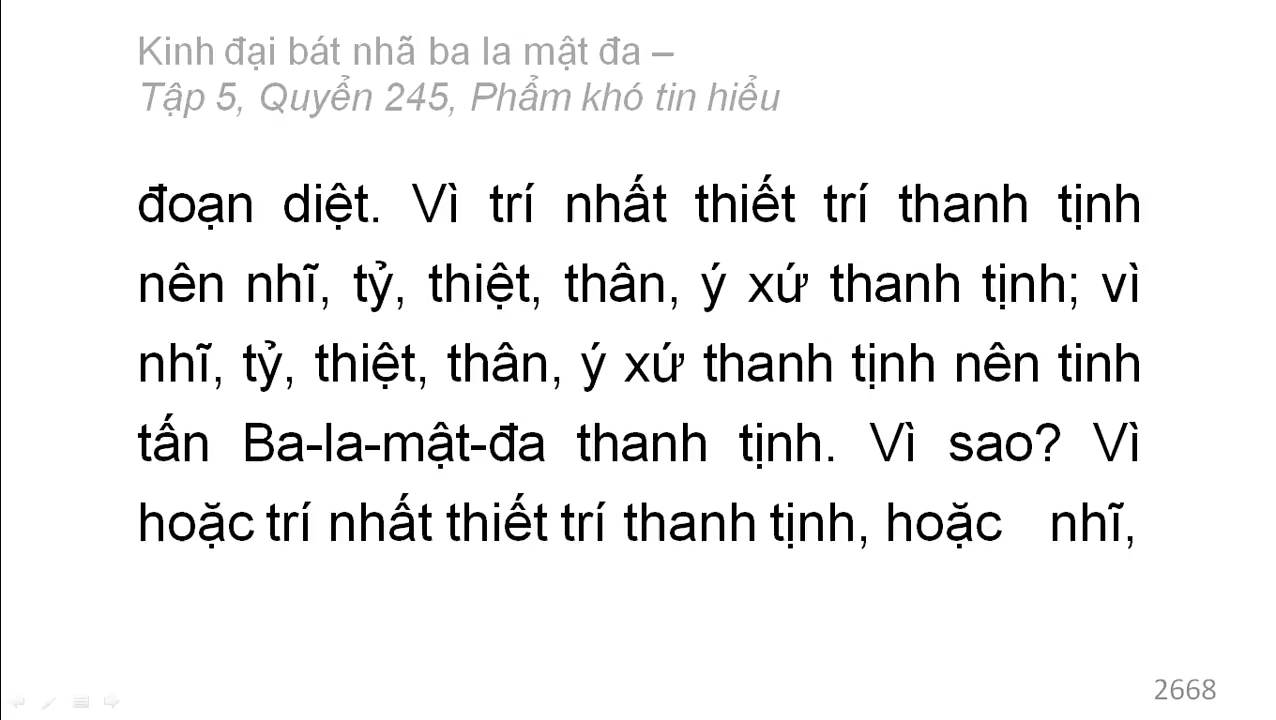 Kinh đại bát nhã ba la mật đa –
Tập 5, Quyển 245, Phẩm khó tin hiểu
đoạn diệt. Vì trí nhất thiết trí thanh tịnh
nên nhĩ, tỷ, thiệt, thân, ý xứ thanh tịnh; vì
nhĩ, tỷ, thiệt, thân, ý xứ thanh tịnh nên tinh
tấn Ba-la-mật-đa thanh tịnh. Vì sao? Vì
hoặc trí nhất thiết trí thanh tịnh, hoặc nhĩ,
2668